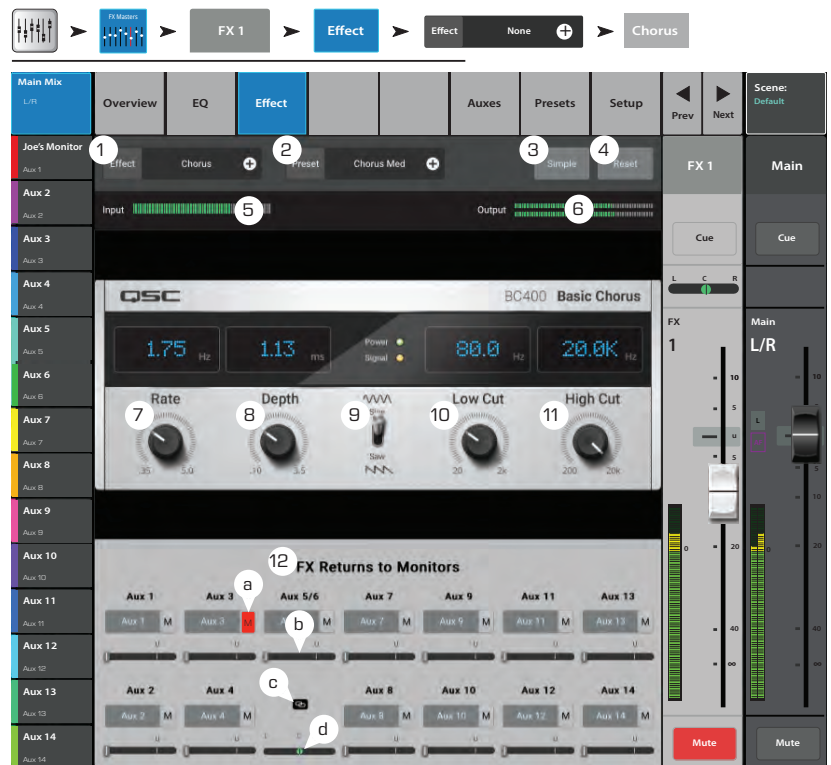 FX Masters
FX 1
Effect
Effect None
Chorus
Main Mix
L/R
Overview EQ Effect Auxes Presets Setup
Prev Next
Scene:
Default
Joe's Monitor
Aux 1
Aux 2
Aux 2
Aux 3
Aux 3
Aux 4
Aux 4
Aux 5
Aux 5
Aux 6
Aux 6
Aux 7
Aux 7
Aux 8
Aux 8
Aux 9
Aux 9
Aux 10
Aux 10
Aux 11
Aux 11
Aux 12
Aux 12
Aux 13
Aux 13
Aux 14
Aux 14
1 2 3 4
Effect Chorus Preset Chorus Med Simple Reset
Input 5 Output 6
QSC BC400 Basic Chorus
1.75 Hz 1.13 ms Power Signal 80.0 Hz 20.0K Hz
Rate Depth Low Cut High Cut
7 8 9 10 11
Saw
.35 5.0 .10 3.5 20 2k 200 20k
12 FX Returns to Monitors
a
Aux 1 Aux 3 Aux 5/6 Aux 7 Aux 9 Aux 11 Aux 13
Aux 1 M Aux 3 M M Aux 7 M Aux 9 M Aux 11 M Aux 13 M
b
U U U U U U U
c
Aux 2 Aux 4 Aux 8 Aux 10 Aux 12 Aux 14
Aux 2 M Aux 4 M Aux 8 M Aux 10 M Aux 12 M Aux 14 M
d
U U U U U U
FX 1
Cue
L C R
FX
1
10
5
U
5
0
20
40
∞
Mute
Main
Cue
Main
L/R
10
L
5
10
0
20
40
∞
Mute